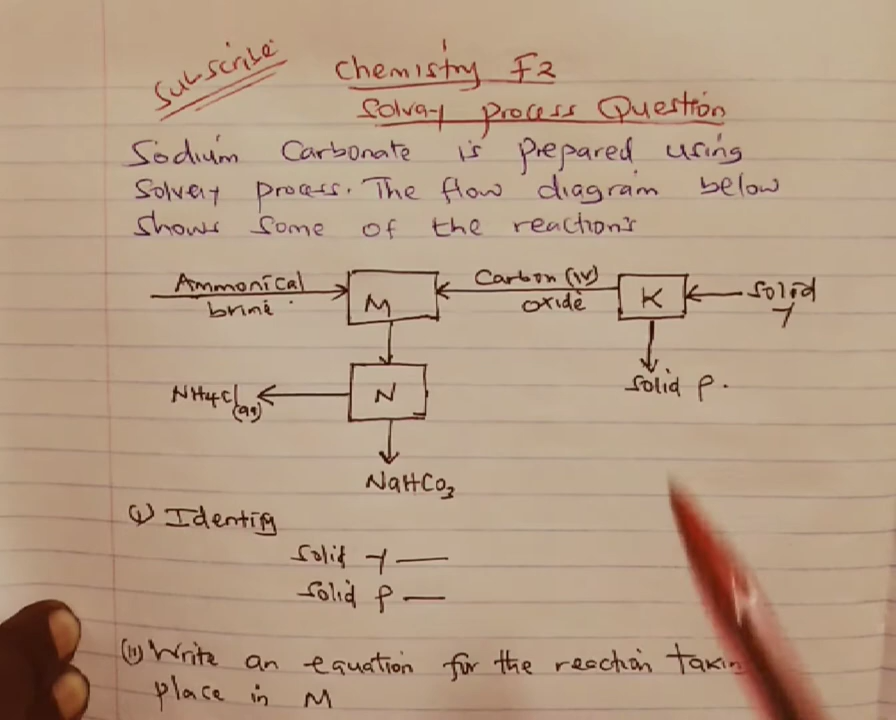 Subscribe
Chemistry F2
Solvay process Question
Sodium Carbonate is prepared using
Solvay process. The flow diagram below
shows some of the reaction's
Ammonical
brine
M
Carbon (iv)
oxide
K
Solid
Y
Solid P.
NH4Cl(aq)
N
NaHCO3
(i) Identify
Solid Y —
Solid P —
(ii) Write an equation for the reaction takin
place in M